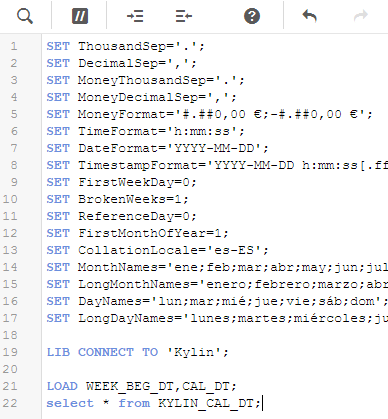 1 SET ThousandSep='.';
2 SET DecimalSep=',';
3 SET MoneyThousandSep='.';
4 SET MoneyDecimalSep=',';
5 SET MoneyFormat='#.##0,00 €;-#.##0,00 €';
6 SET TimeFormat='h:mm:ss';
7 SET DateFormat='YYYY-MM-DD';
8 SET TimestampFormat='YYYY-MM-DD h:mm:ss[.ff
9 SET FirstWeekDay=0;
10 SET BrokenWeeks=1;
11 SET ReferenceDay=0;
12 SET FirstMonthOfYear=1;
13 SET CollationLocale='es-ES';
14 SET MonthNames='ene;feb;mar;abr;may;jun;jul
15 SET LongMonthNames='enero;febrero;marzo;abr
16 SET DayNames='lun;mar;mié;jue;vie;sáb;dom';
17 SET LongDayNames='lunes;martes;miércoles;ju
18
19 LIB CONNECT TO 'Kylin';
20
21 LOAD WEEK_BEG_DT,CAL_DT;
22 select * from KYLIN_CAL_DT;